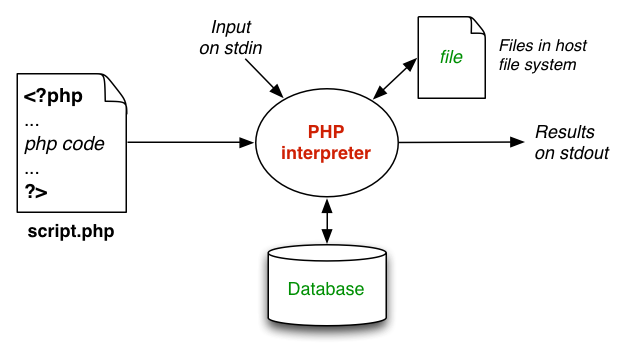 Input
on stdin
file
Files in host
file system
<?php
...
php code
...
?>
script.php
PHP
interpreter
Results
on stdout
Database